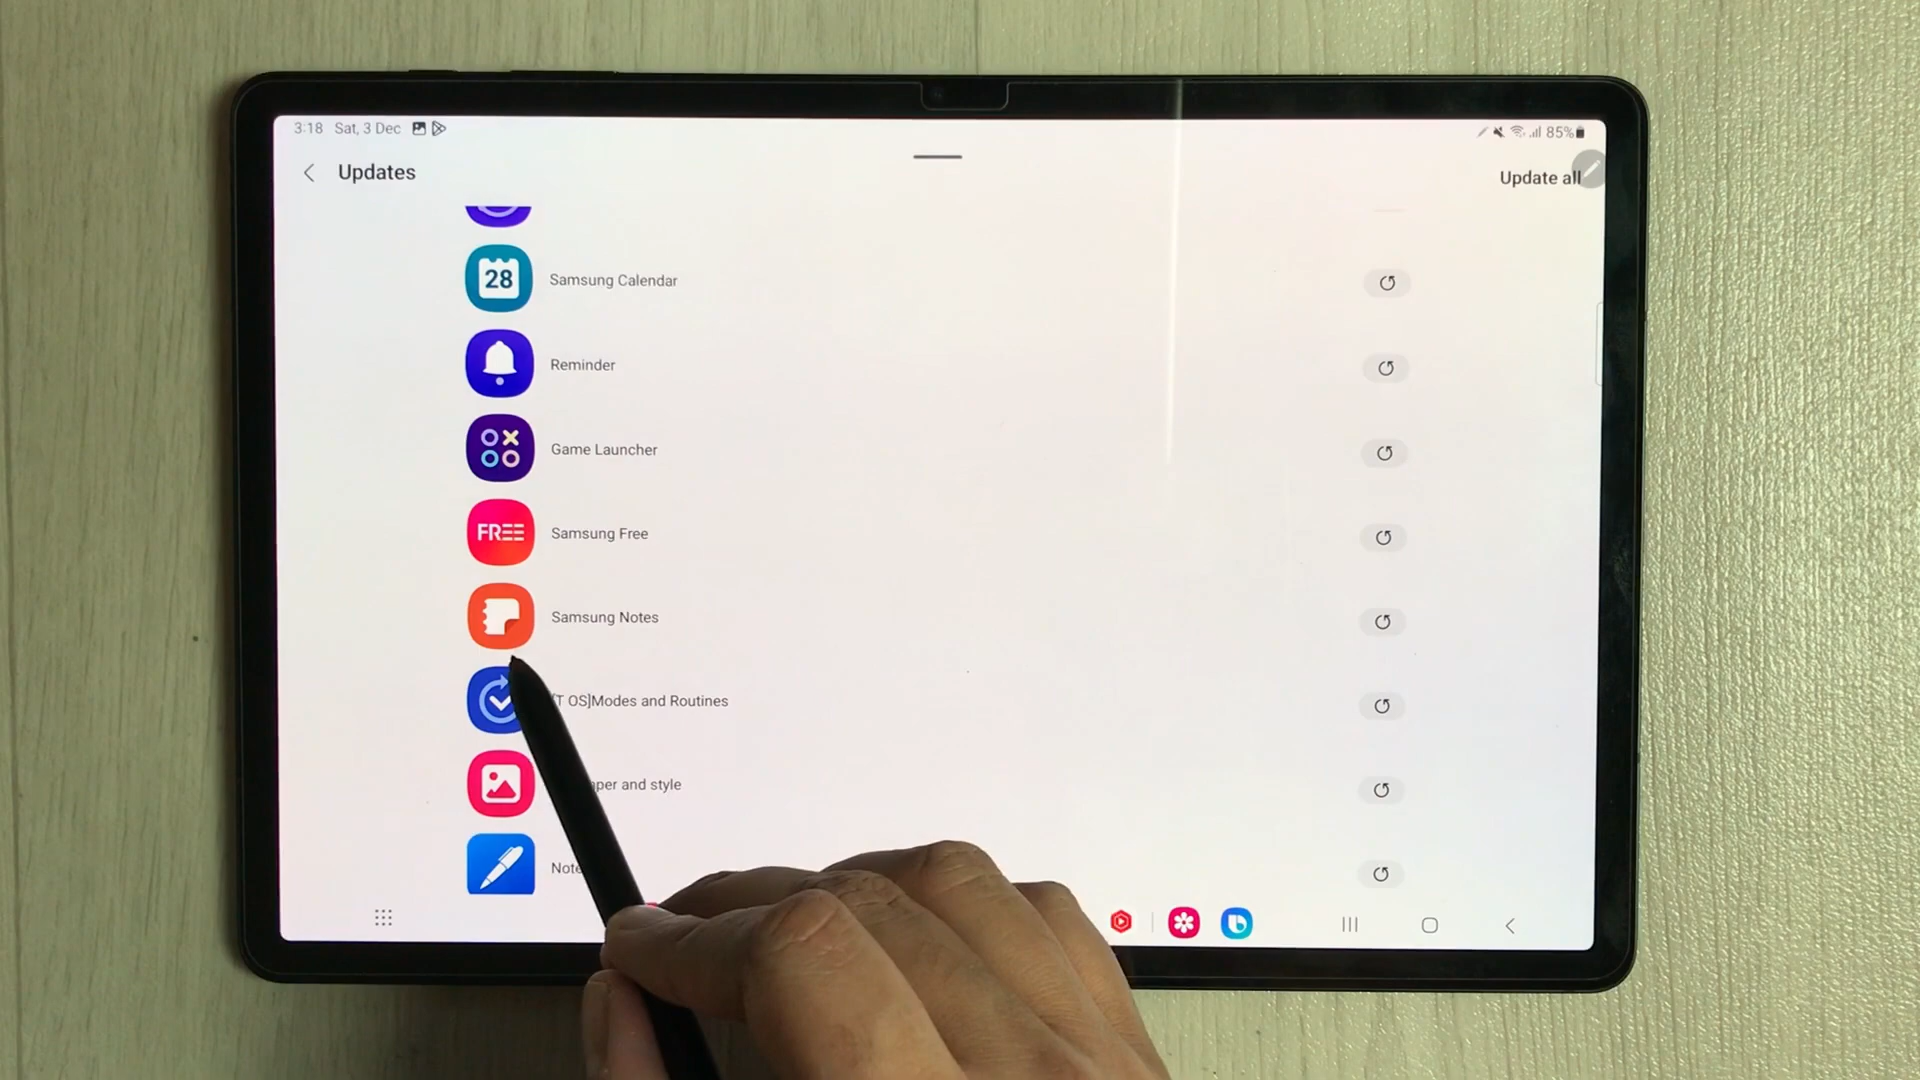 3:18 Sat, 3 Dec
85%
Updates
Update all
28
Samsung Calendar
Reminder
Game Launcher
FREE
Samsung Free
Samsung Notes
T OS]Modes and Routines
and style